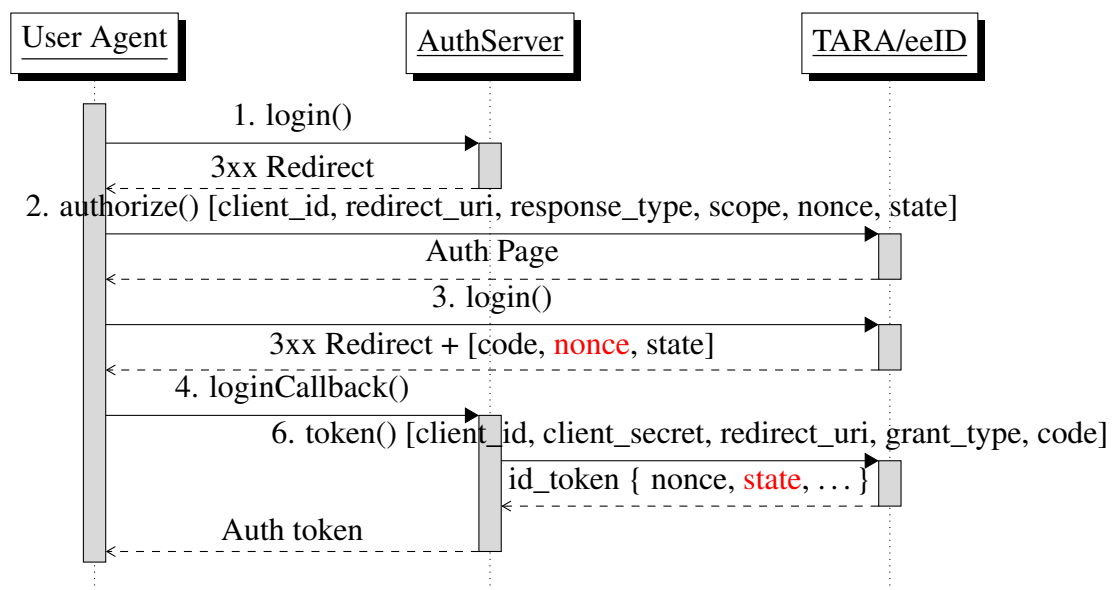 User Agent
AuthServer
TARA/eeID
1. login()
3xx Redirect
2. authorize() [client_id, redirect_uri, response_type, scope, nonce, state]
Auth Page
3. login()
3xx Redirect + [code, nonce, state]
4. loginCallback()
6. token() [client_id, client_secret, redirect_uri, grant_type, code]
id_token { nonce, state, ... }
Auth token